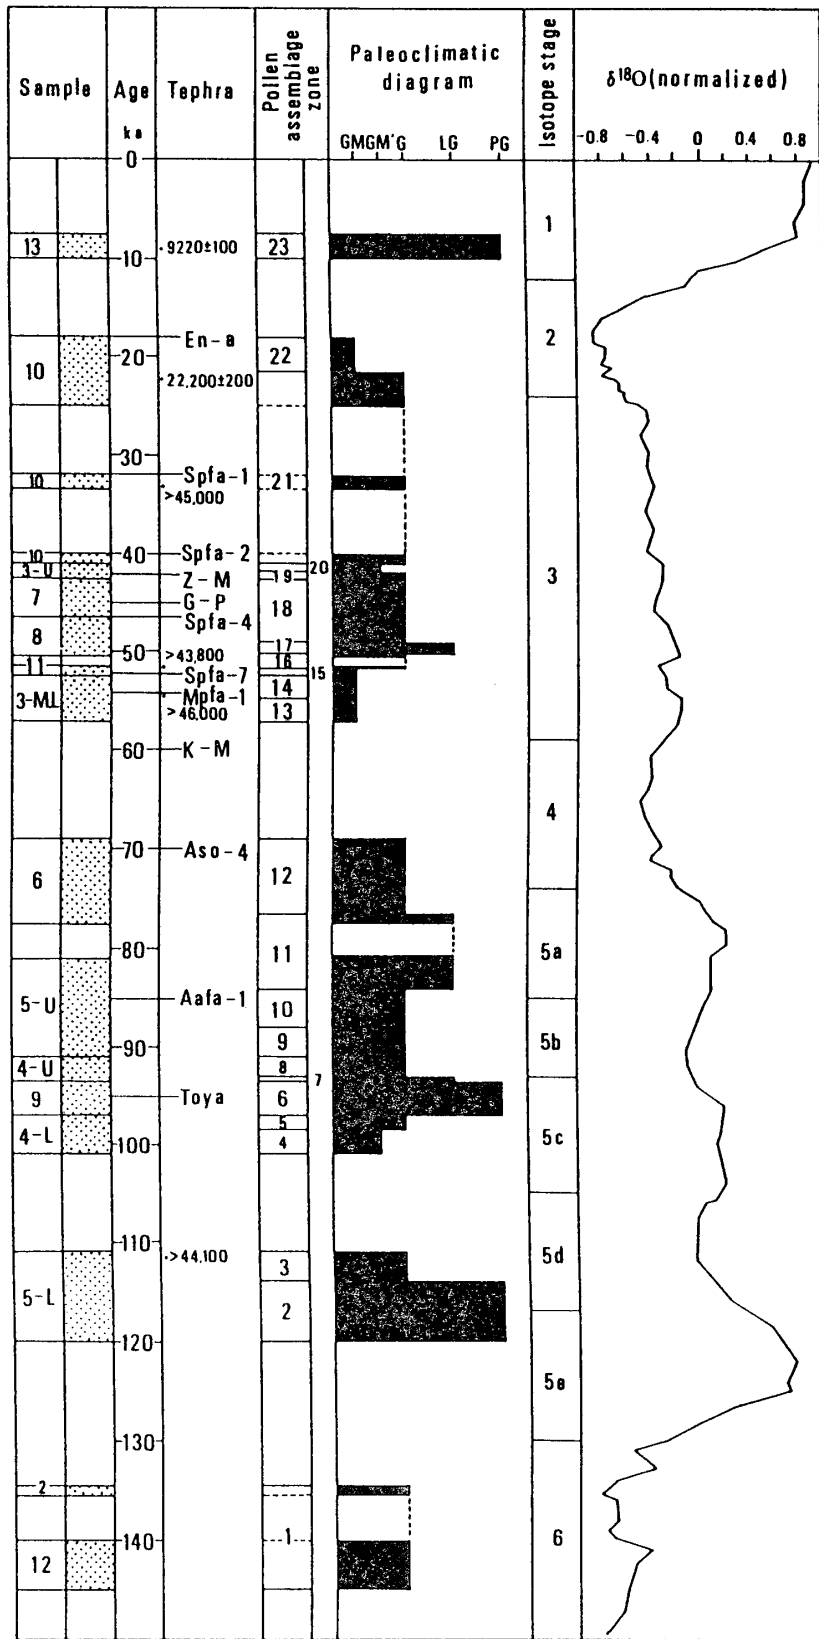 Sample
Age
ka
Tephra
Pollen
assemblage
zone
Paleoclimatic
diagram
GM GM' G LG PG
Isotope stage
δ18O(normalized)
-0.8 -0.4 0 0.4 0.8
0
1
13
9220±100
23
10
2
En-a
20
22
10
22,200±200
30
Spfa-1
21
10
>45,000
3
10
40
Spfa-2
3-U
20
Z-M
19
7
G-P
18
Spfa-4
8
17
50
>43,800
16
11
Spfa-7
15
14
3-ML
Mpfa-1
>46,000
13
60
K-M
4
70
Aso-4
6
12
80
11
5a
5-U
Aafa-1
10
9
5b
90
4-U
8
7
9
Toya
6
5
4-L
4
100
5c
110
>44,100
3
5d
5-L
2
120
5e
130
2
1
140
12
6